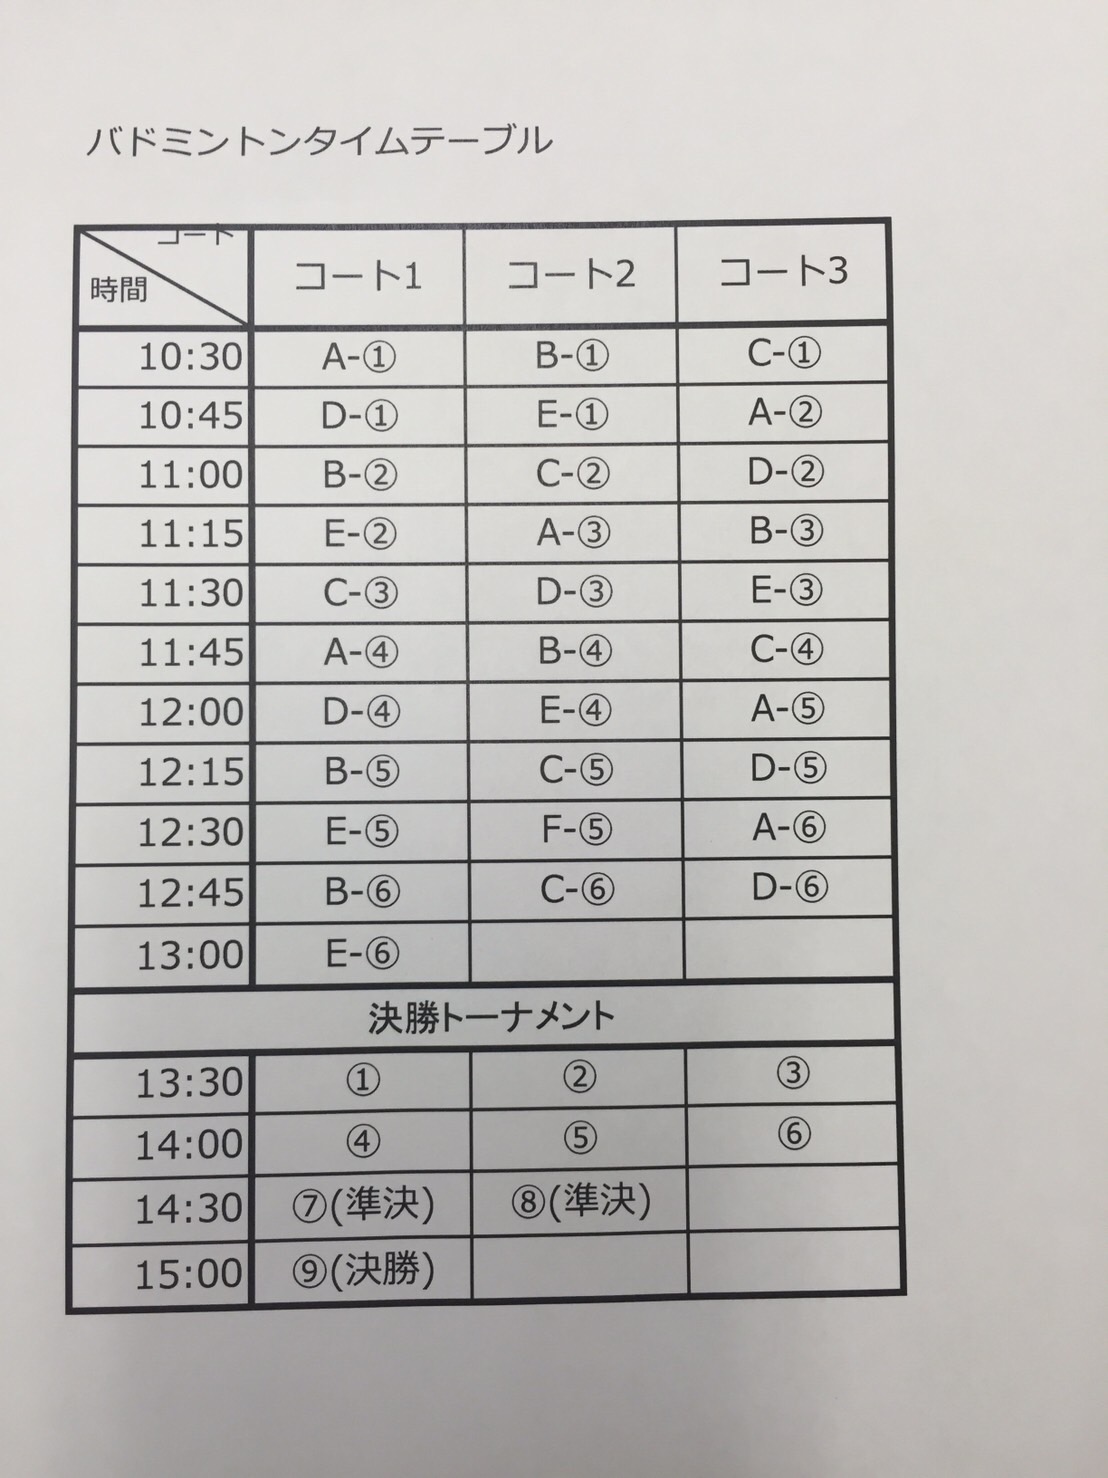 バドミントンタイムテーブル
コート
時間 コート1 コート2 コート3
10:30 A-① B-① C-①
10:45 D-① E-① A-②
11:00 B-② C-② D-②
11:15 E-② A-③ B-③
11:30 C-③ D-③ E-③
11:45 A-④ B-④ C-④
12:00 D-④ E-④ A-⑤
12:15 B-⑤ C-⑤ D-⑤
12:30 E-⑤ F-⑤ A-⑥
12:45 B-⑥ C-⑥ D-⑥
13:00 E-⑥
決勝トーナメント
13:30 ① ② ③
14:00 ④ ⑤ ⑥
14:30 ⑦(準決) ⑧(準決)
15:00 ⑨(決勝)